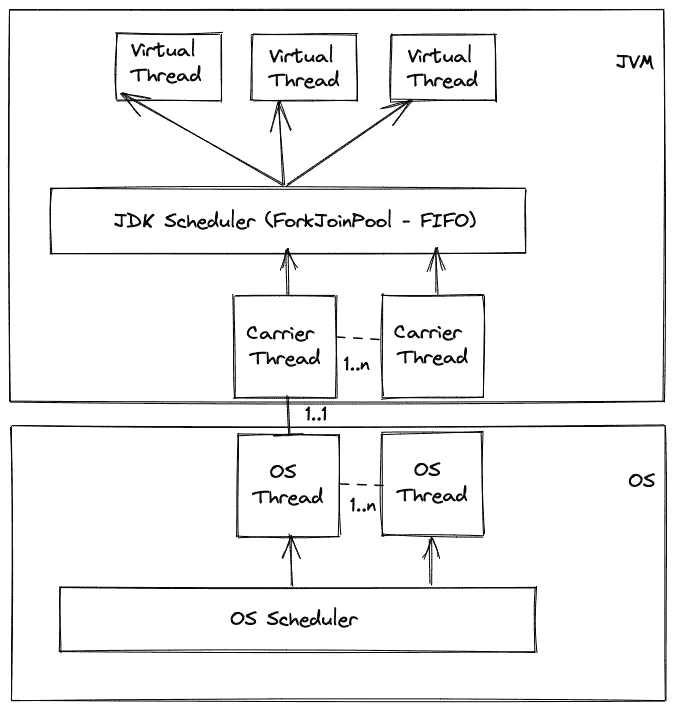 Virtual
Thread
Virtual
Thread
Virtual
Thread
JVM
JDK Scheduler (ForkJoinPool - FIFO)
Carrier
Thread
1..n
Carrier
Thread
1..1
OS
Thread
1..n
OS
Thread
OS
OS Scheduler